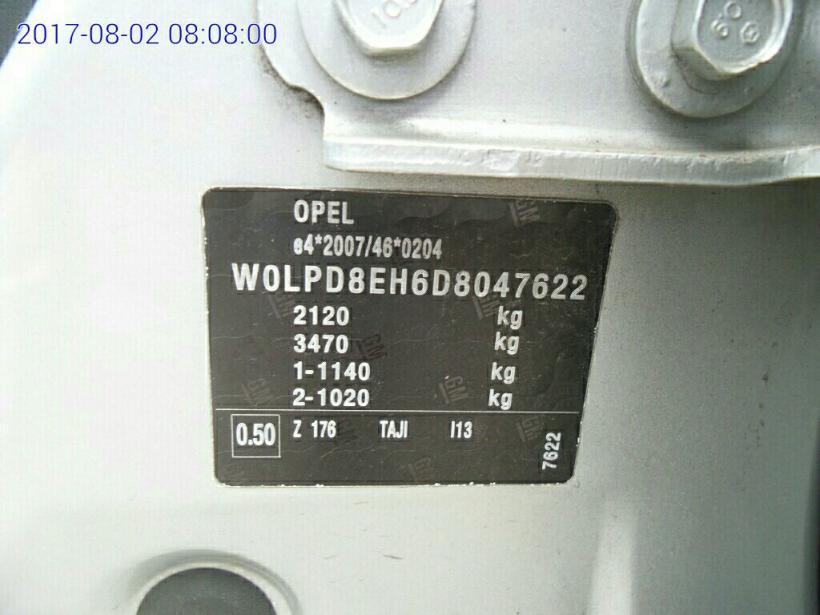 2017-08-02 08:08:00
OPEL
e4*2007/46*0204
W0LPD8EH6D8047622
2120 kg
3470 kg
1-1140 kg
2-1020 kg
0.50 Z 176 TAJI I13
7622